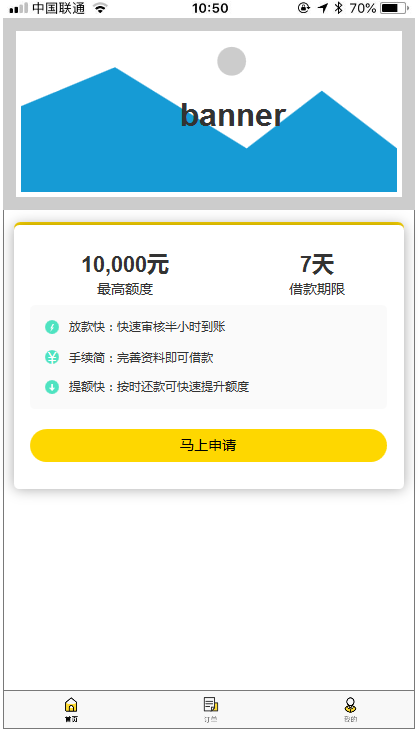 中国联通 10:50 70%
banner
10,000元 7天
最高额度 借款期限
放款快：快速审核半小时到账
手续简：完善资料即可借款
提额快：按时还款可快速提升额度
马上申请
首页 订单 我的